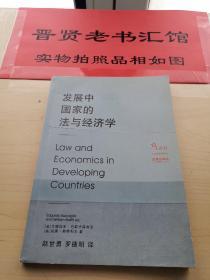 晋贤老书汇馆
实物拍照品相如图
发展中
国家的
法与经济学
Law and
Economics in
Developing
Countries
赵世勇 罗德明 译